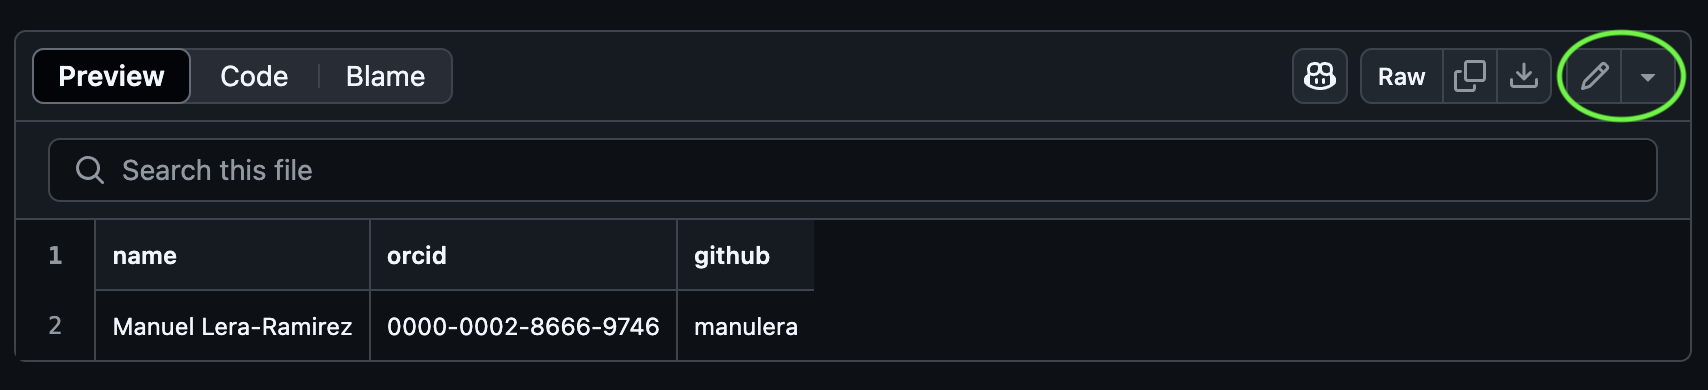 Preview Code Blame Raw
Search this file
1 name orcid github
2 Manuel Lera-Ramirez 0000-0002-8666-9746 manulera